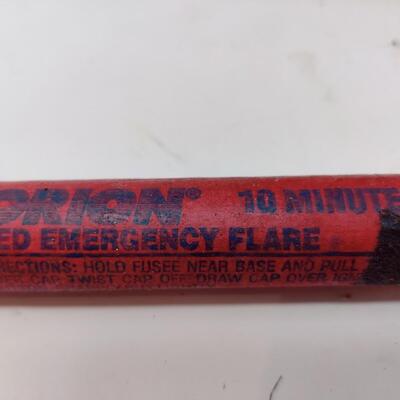 ORION® 10 MINUTE
ED EMERGENCY FLARE
RECTIONS: HOLD FUSEE NEAR BASE AND PULL
CAP. TWIST CAP OFF. DRAW CAP OVER